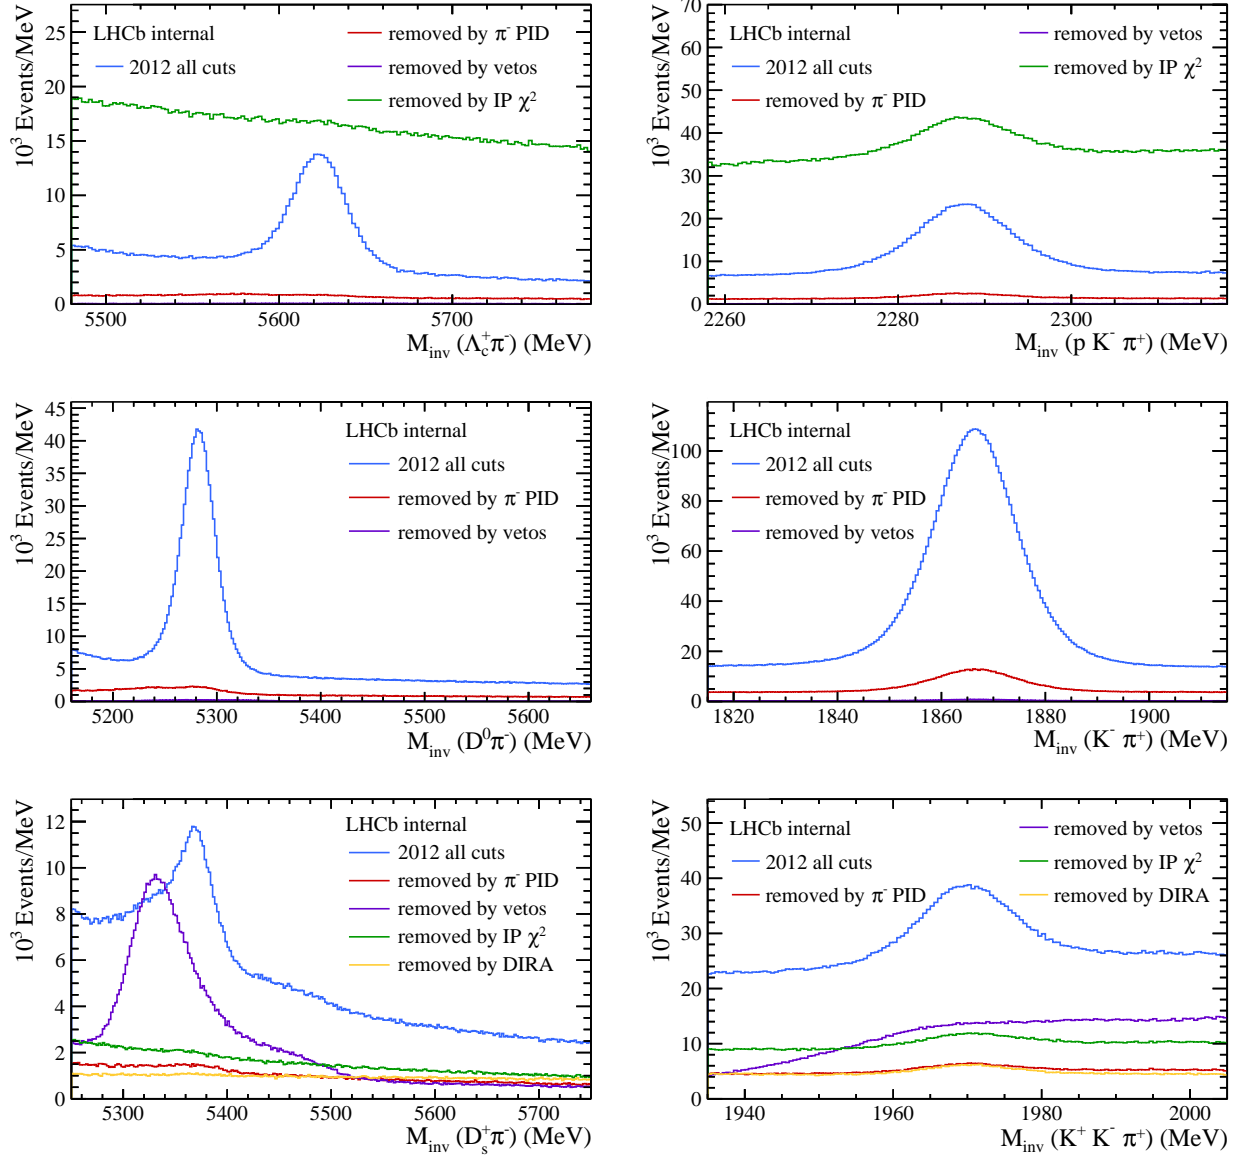 10³ Events/MeV
25
20
15
10
5
0
LHCb internal
2012 all cuts
removed by π⁻ PID
removed by vetos
removed by IP χ²
5500 5600 5700
M_inv (Λ_c⁺π⁻) (MeV)
10³ Events/MeV
70
60
50
40
30
20
10
0
LHCb internal
2012 all cuts
removed by π⁻ PID
removed by vetos
removed by IP χ²
2260 2280 2300
M_inv (p K⁻ π⁺) (MeV)
10³ Events/MeV
45
40
35
30
25
20
15
10
5
0
LHCb internal
2012 all cuts
removed by π⁻ PID
removed by vetos
5200 5300 5400 5500 5600
M_inv (D⁰π⁻) (MeV)
10³ Events/MeV
100
80
60
40
20
0
LHCb internal
2012 all cuts
removed by π⁻ PID
removed by vetos
1820 1840 1860 1880 1900
M_inv (K⁻ π⁺) (MeV)
10³ Events/MeV
12
10
8
6
4
2
0
LHCb internal
2012 all cuts
removed by π⁻ PID
removed by vetos
removed by IP χ²
removed by DIRA
5300 5400 5500 5600 5700
M_inv (D_s⁺π⁻) (MeV)
10³ Events/MeV
50
40
30
20
10
0
LHCb internal
2012 all cuts
removed by π⁻ PID
removed by vetos
removed by IP χ²
removed by DIRA
1940 1960 1980 2000
M_inv (K⁺ K⁻ π⁺) (MeV)